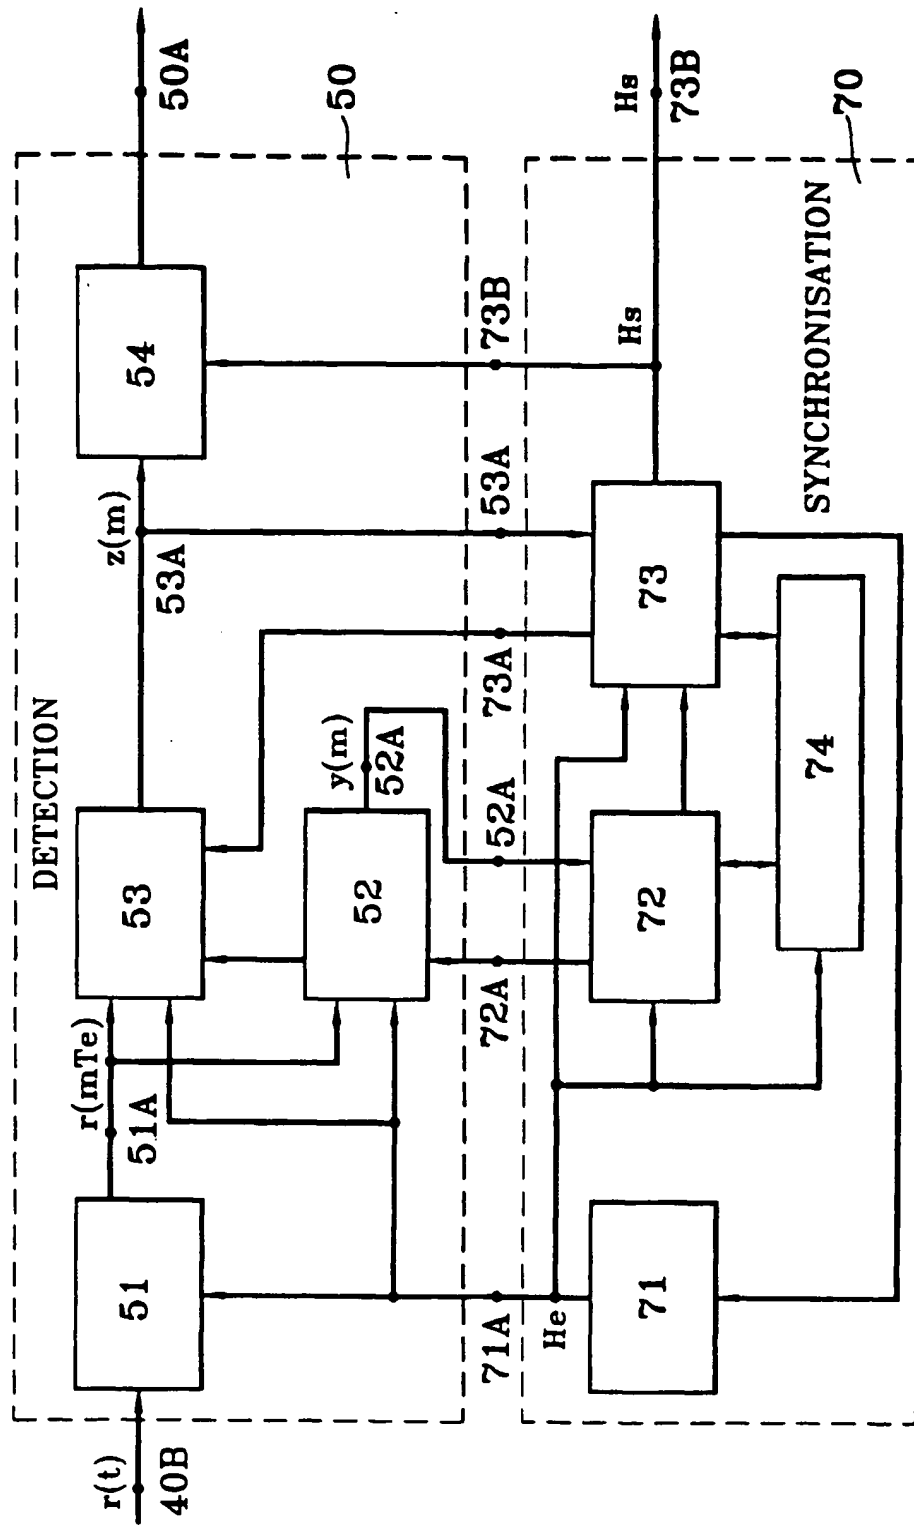 DETECTION
50
r(t)
40B
51
r(mTe)
51A
53
z(m)
53A
54
50A
52
y(m)
52A
71A
72A
52A
73A
53A
73B
He
71
72
73
74
Hs
Hs
73B
SYNCHRONISATION
70